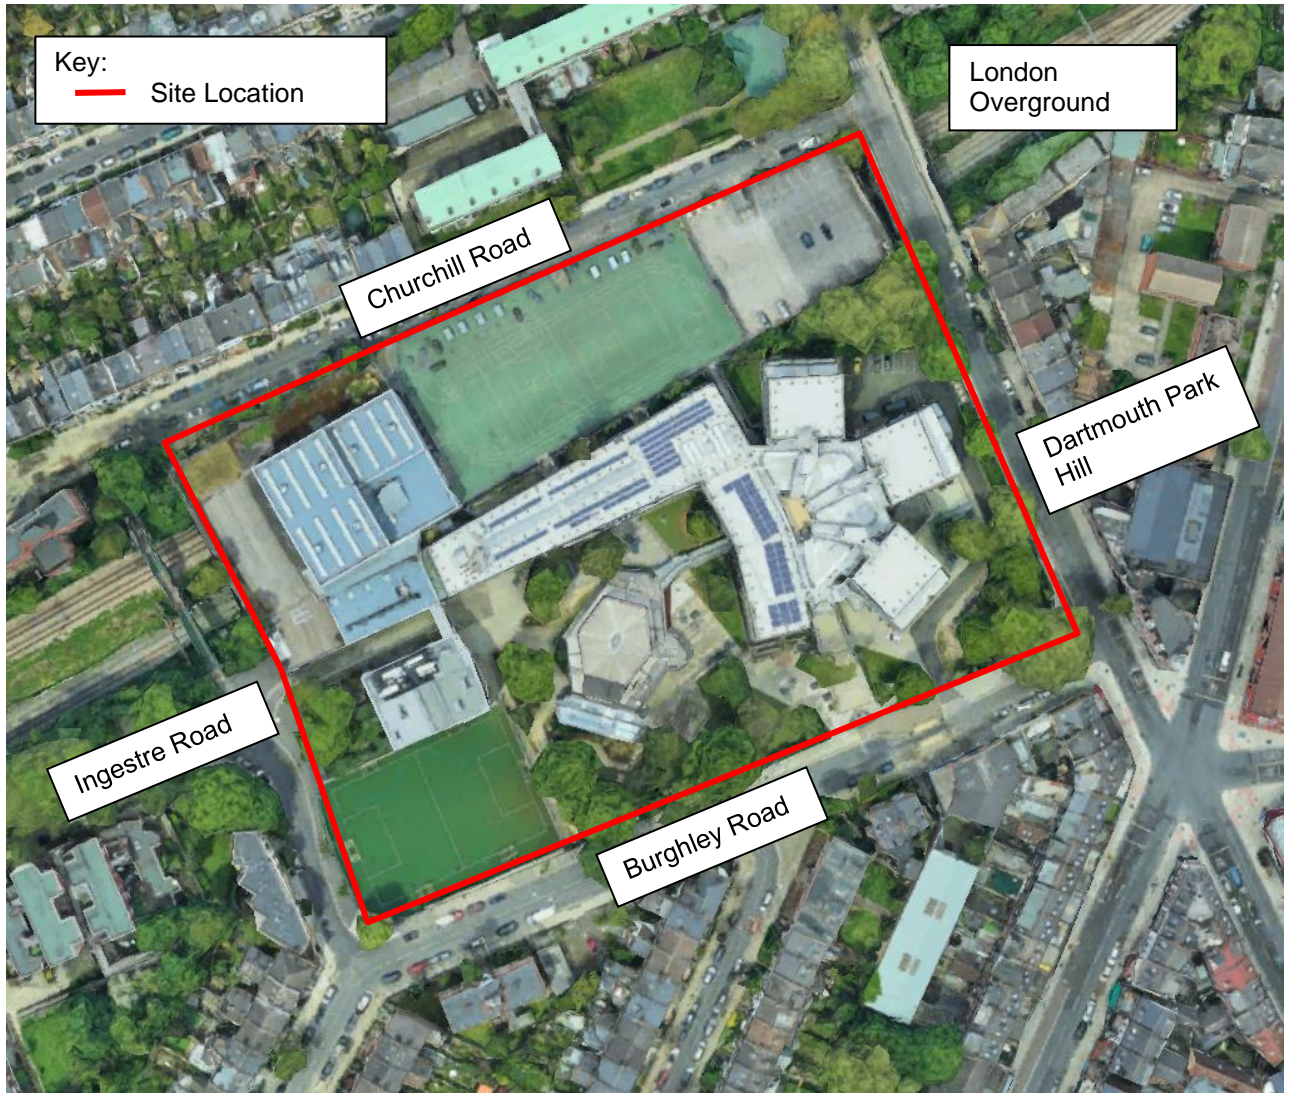 Key:
Site Location
London
Overground
Churchill Road
Dartmouth Park
Hill
Ingestre Road
Burghley Road